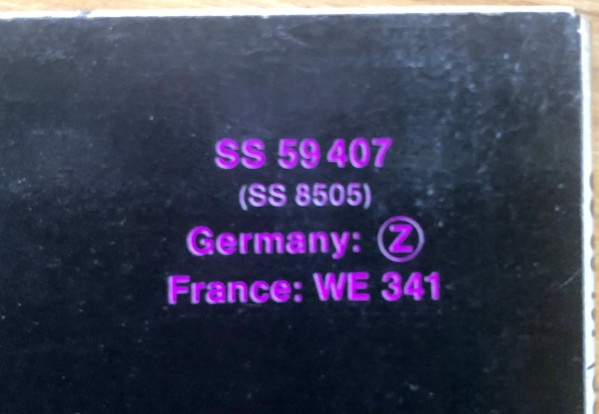 SS 59 407
(SS 8505)
Germany: Ⓩ
France: WE 341